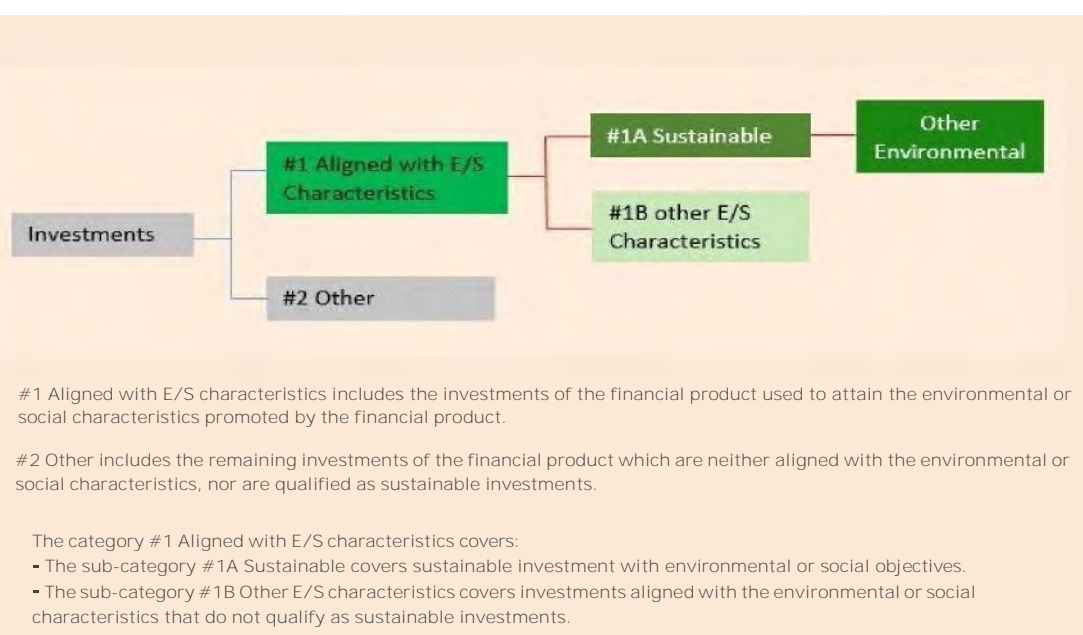 Other
Environmental
#1A Sustainable
#1 Aligned with E/S
Characteristics
#1B other E/S
Characteristics
Investments
#2 Other
#1 Aligned with E/S characteristics includes the investments of the financial product used to attain the environmental or
social characteristics promoted by the financial product.
#2 Other includes the remaining investments of the financial product which are neither aligned with the environmental or
social characteristics, nor are qualified as sustainable investments.
The category #1 Aligned with E/S characteristics covers:
- The sub-category #1A Sustainable covers sustainable investment with environmental or social objectives.
- The sub-category #1B Other E/S characteristics covers investments aligned with the environmental or social
characteristics that do not qualify as sustainable investments.